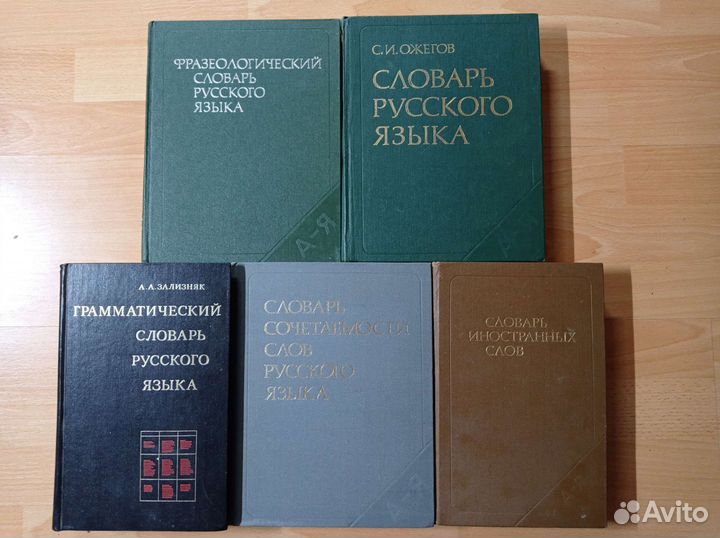 ФРАЗЕОЛОГИЧЕСКИЙ
СЛОВАРЬ
РУССКОГО
ЯЗЫКА
А-Я
С.И.ОЖЕГОВ
СЛОВАРЬ
РУССКОГО
ЯЗЫКА
А.А.ЗАЛИЗНЯК
ГРАММАТИЧЕСКИЙ
СЛОВАРЬ
РУССКОГО
ЯЗЫКА
СЛОВАРЬ
СОЧЕТАЕМОСТИ
СЛОВ
РУССКОГО
ЯЗЫКА
А-Я
СЛОВАРЬ
ИНОСТРАННЫХ
СЛОВ
Avito